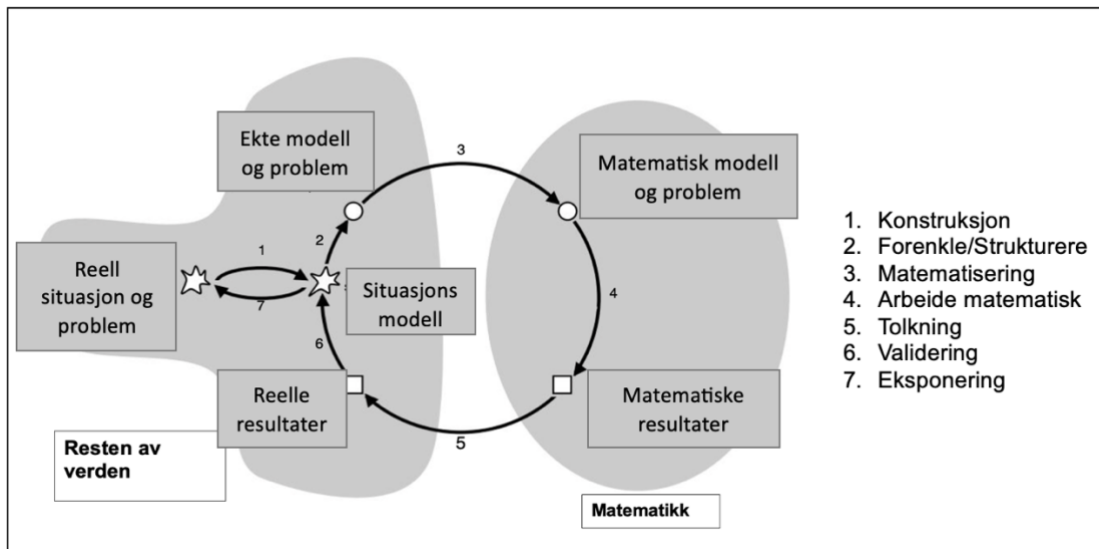 Ekte modell
og problem
3
Matematisk modell
og problem
1
2
Reell
situasjon og
problem
7
Situasjons
modell
4
6
Reelle
resultater
Matematiske
resultater
5
Resten av
verden
Matematikk
1. Konstruksjon
2. Forenkle/Strukturere
3. Matematisering
4. Arbeide matematisk
5. Tolkning
6. Validering
7. Eksponering